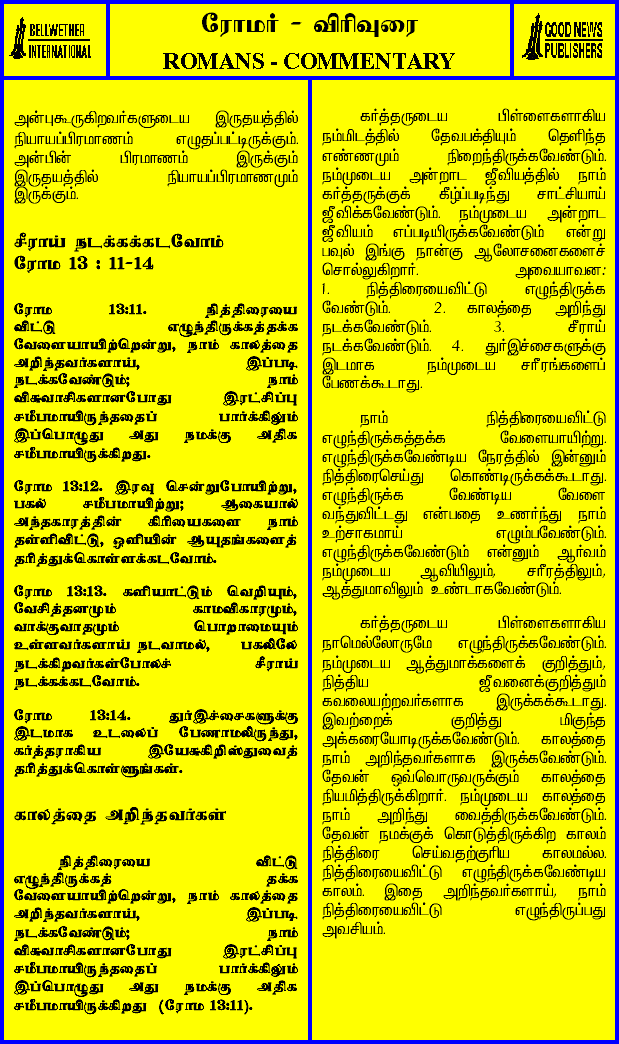 BELLWETHER
INTERNATIONAL
ரோமர் - விரிவுரை
ROMANS - COMMENTARY
GOOD NEWS
PUBLISHERS
அன்புகூருகிறவர்களுடைய இருதயத்தில்
நியாயப்பிரமாணம் எழுதப்பட்டிருக்கும்.
அன்பின் பிரமாணம் இருக்கும்
இருதயத்தில் நியாயப்பிரமாணமும்
இருக்கும்.
சீராய் நடக்கக்கடவோம்
ரோம 13 : 11-14
ரோம 13:11. நித்திரையை
விட்டு எழுந்திருக்கத்தக்க
வேளையாயிற்றென்று, நாம் காலத்தை
அறிந்தவர்களாய், இப்படி
நடக்கவேண்டும்; நாம்
விசுவாசிகளானபோது இரட்சிப்பு
சமீபமாயிருந்ததைப் பார்க்கிலும்
இப்பொழுது அது நமக்கு அதிக
சமீபமாயிருக்கிறது.
ரோம 13:12. இரவு சென்றுபோயிற்று,
பகல் சமீபமாயிற்று; ஆகையால்
அந்தகாரத்தின் கிரியைகளை நாம்
தள்ளிவிட்டு, ஒளியின் ஆயுதங்களைத்
தரித்துக்கொள்ளக்கடவோம்.
ரோம 13:13. களியாட்டும் வெறியும்,
வேசித்தனமும் காமவிகாரமும்,
வாக்குவாதமும் பொறாமையும்
உள்ளவர்களாய் நடவாமல், பகலிலே
நடக்கிறவர்கள்போலச் சீராய்
நடக்கக்கடவோம்.
ரோம 13:14. துர்இச்சைகளுக்கு
இடமாக உடலைப் பேணாமலிருந்து,
கர்த்தராகிய இயேசுகிறிஸ்துவைத்
தரித்துக்கொள்ளுங்கள்.
காலத்தை அறிந்தவர்கள்
நித்திரையை விட்டு
எழுந்திருக்கத் தக்க
வேளையாயிற்றென்று, நாம் காலத்தை
அறிந்தவர்களாய், இப்படி
நடக்கவேண்டும்; நாம்
விசுவாசிகளானபோது இரட்சிப்பு
சமீபமாயிருந்ததைப் பார்க்கிலும்
இப்பொழுது அது நமக்கு அதிக
சமீபமாயிருக்கிறது (ரோம 13:11).
கர்த்தருடைய பிள்ளைகளாகிய
நம்மிடத்தில் தேவபக்தியும் தெளிந்த
எண்ணமும் நிறைந்திருக்கவேண்டும்.
நம்முடைய அன்றாட ஜீவியத்தில் நாம்
கர்த்தருக்குக் கீழ்ப்படிந்து சாட்சியாய்
ஜீவிக்கவேண்டும். நம்முடைய அன்றாட
ஜீவியம் எப்படியிருக்கவேண்டும் என்று
பவுல் இங்கு நான்கு ஆலோசனைகளைச்
சொல்லுகிறார். அவையாவன:
1. நித்திரையைவிட்டு எழுந்திருக்க
வேண்டும். 2. காலத்தை அறிந்து
நடக்கவேண்டும். 3. சீராய்
நடக்கவேண்டும். 4. துர்இச்சைகளுக்கு
இடமாக நம்முடைய சரீரங்களைப்
பேணக்கூடாது.
நாம் நித்திரையைவிட்டு
எழுந்திருக்கத்தக்க வேளையாயிற்று.
எழுந்திருக்கவேண்டிய நேரத்தில் இன்னும்
நித்திரைசெய்து கொண்டிருக்கக்கூடாது.
எழுந்திருக்க வேண்டிய வேளை
வந்துவிட்டது என்பதை உணர்ந்து நாம்
உற்சாகமாய் எழும்பவேண்டும்.
எழுந்திருக்கவேண்டும் என்னும் ஆர்வம்
நம்முடைய ஆவியிலும், சரீரத்திலும்,
ஆத்துமாவிலும் உண்டாகவேண்டும்.
கர்த்தருடைய பிள்ளைகளாகிய
நாமெல்லோருமே எழுந்திருக்கவேண்டும்.
நம்முடைய ஆத்துமாக்களைக் குறித்தும்,
நித்திய ஜீவனைக்குறித்தும்
கவலையற்றவர்களாக இருக்கக்கூடாது.
இவற்றைக் குறித்து மிகுந்த
அக்கரையோடிருக்கவேண்டும். காலத்தை
நாம் அறிந்தவர்களாக இருக்கவேண்டும்.
தேவன் ஒவ்வொருவருக்கும் காலத்தை
நியமித்திருக்கிறார். நம்முடைய காலத்தை
நாம் அறிந்து வைத்திருக்கவேண்டும்.
தேவன் நமக்குக் கொடுத்திருக்கிற காலம்
நித்திரை செய்வதற்குரிய காலமல்ல.
நித்திரையைவிட்டு எழுந்திருக்கவேண்டிய
காலம். இதை அறிந்தவர்களாய், நாம்
நித்திரையைவிட்டு எழுந்திருப்பது
அவசியம்.